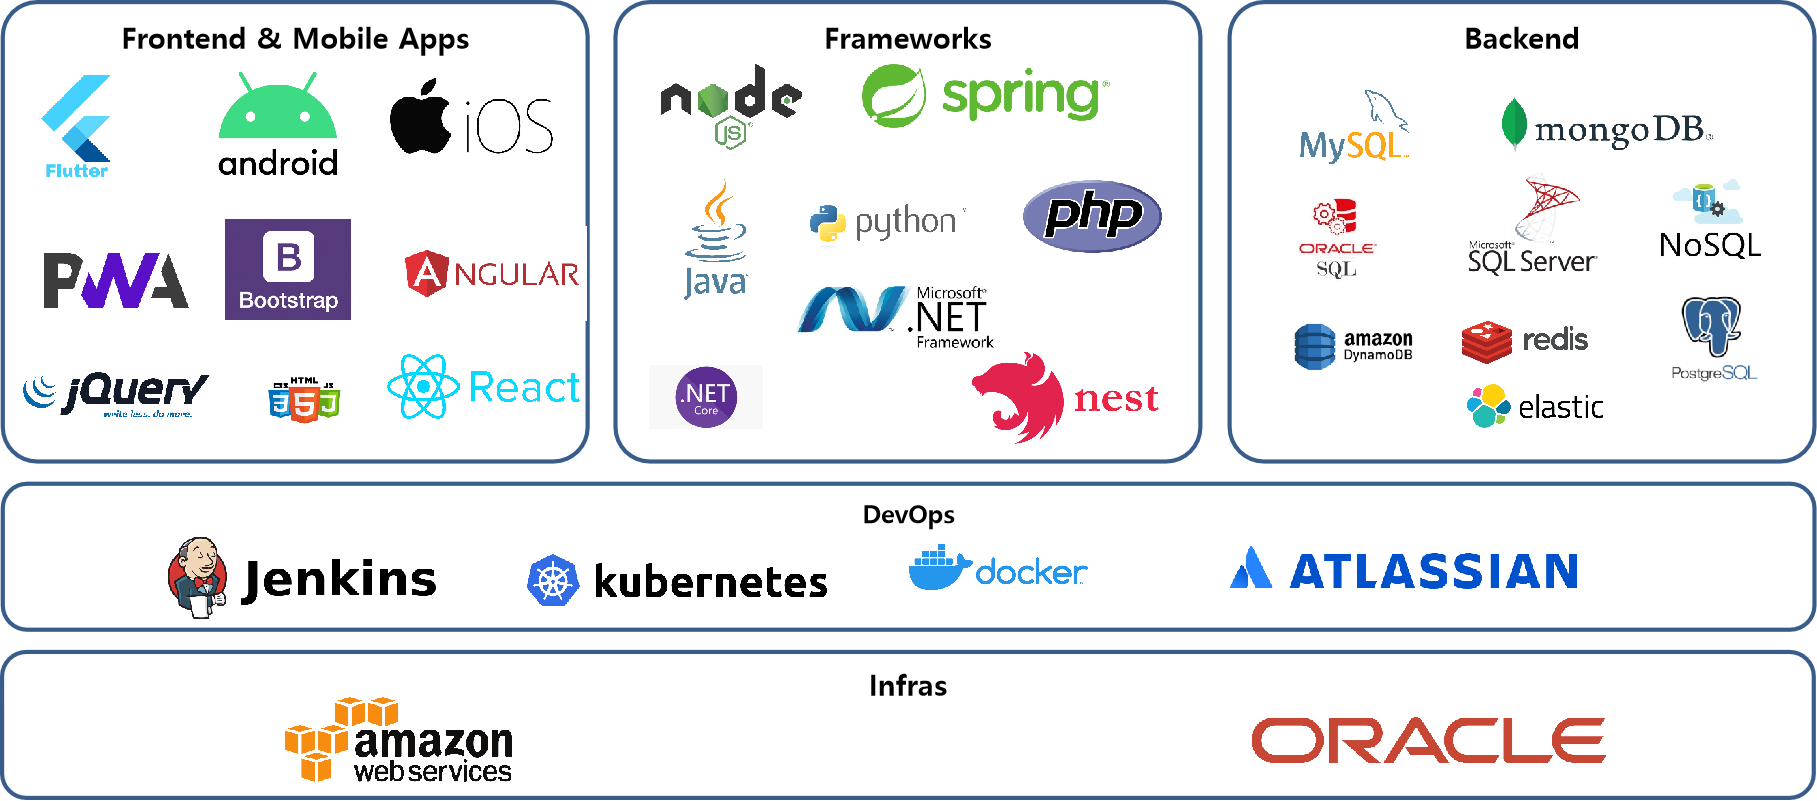 Frontend & Mobile Apps
Flutter
android
iOS
PWA
B
Bootstrap
ANGULAR
jQuery
write less. do more.
CSS HTML JS
3 5 J
React
Frameworks
node
JS
spring
Java
python
php
Microsoft
.NET
Framework
.NET
Core
nest
Backend
MySQL
mongoDB
ORACLE
SQL
Microsoft
SQL Server
{ }
NoSQL
amazon
DynamoDB
redis
PostgreSQL
elastic
DevOps
Jenkins
kubernetes
docker
ATLASSIAN
Infras
amazon
web services
ORACLE